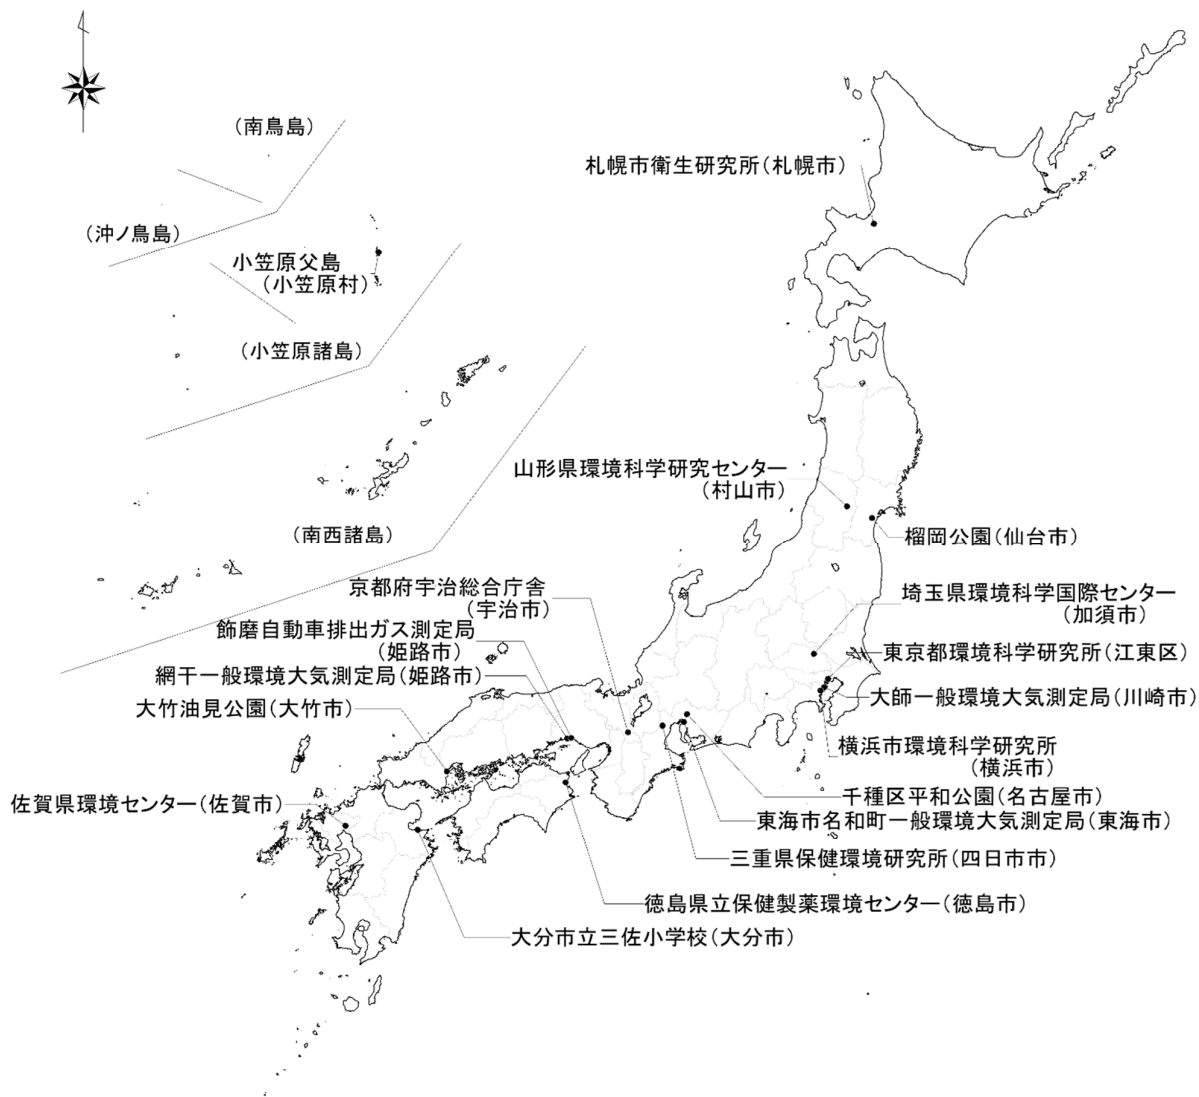 (南鳥島)
札幌市衛生研究所(札幌市)
(沖ノ鳥島)
小笠原父島
(小笠原村)
(小笠原諸島)
山形県環境科学研究センター
(村山市)
(南西諸島)
榴岡公園(仙台市)
京都府宇治総合庁舎
(宇治市)
埼玉県環境科学国際センター
(加須市)
飾磨自動車排出ガス測定局
(姫路市)
東京都環境科学研究所(江東区)
網干一般環境大気測定局(姫路市)
大師一般環境大気測定局(川崎市)
大竹油見公園(大竹市)
横浜市環境科学研究所
(横浜市)
千種区平和公園(名古屋市)
佐賀県環境センター(佐賀市)
東海市名和町一般環境大気測定局(東海市)
三重県保健環境研究所(四日市市)
徳島県立保健製薬環境センター(徳島市)
大分市立三佐小学校(大分市)